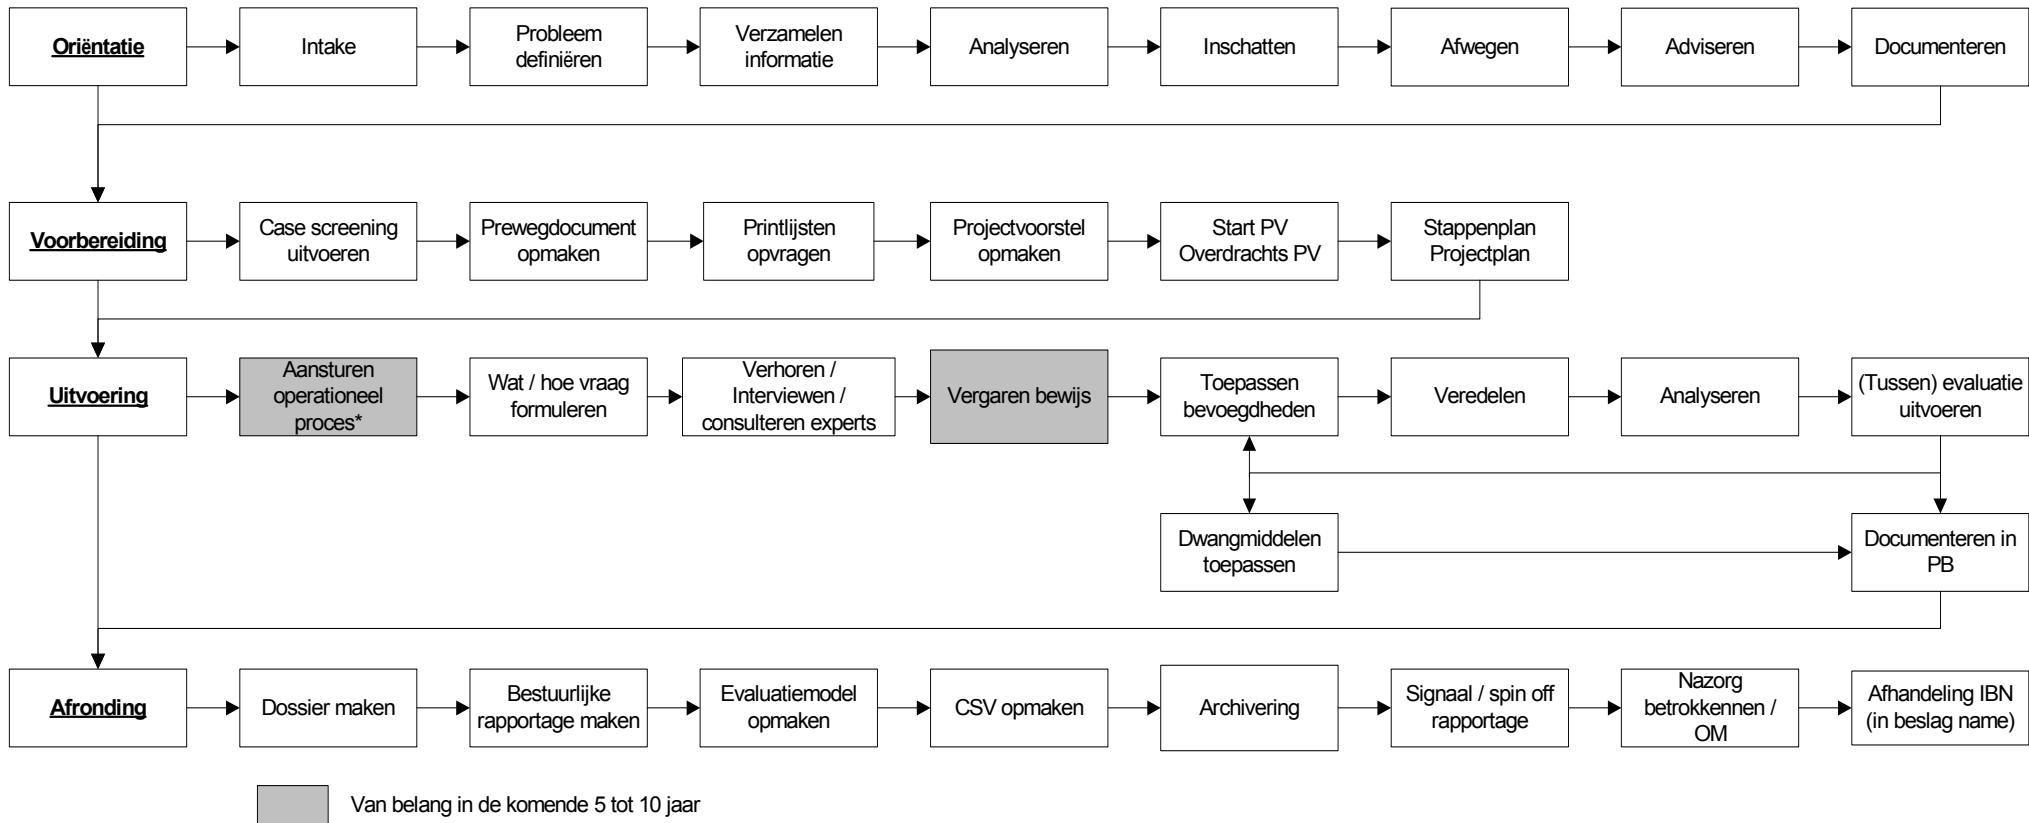 Oriëntatie
Intake
Probleem
definiëren
Verzamelen
informatie
Analyseren
Inschatten
Afwegen
Adviseren
Documenteren
Voorbereiding
Case screening
uitvoeren
Prewegdocument
opmaken
Printlijsten
opvragen
Projectvoorstel
opmaken
Start PV
Overdrachts PV
Stappenplan
Projectplan
Uitvoering
Aansturen
operationeel
proces*
Wat / hoe vraag
formuleren
Verhoren /
Interviewen /
consulteren experts
Vergaren bewijs
Toepassen
bevoegdheden
Veredelen
Analyseren
(Tussen) evaluatie
uitvoeren
Dwangmiddelen
toepassen
Documenteren in
PB
Afronding
Dossier maken
Bestuurlijke
rapportage maken
Evaluatiemodel
opmaken
CSV opmaken
Archivering
Signaal / spin off
rapportage
Nazorg
betrokkennen /
OM
Afhandeling IBN
(in beslag name)
Van belang in de komende 5 tot 10 jaar